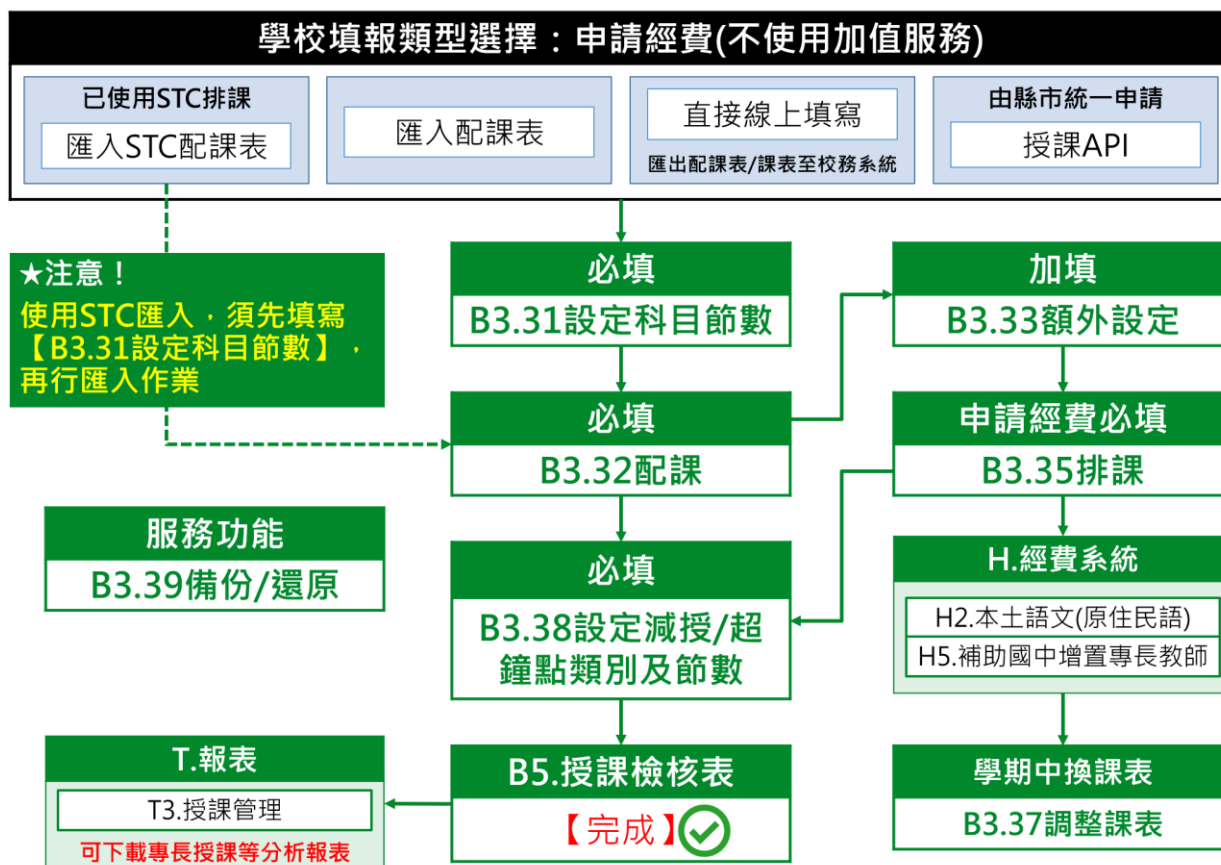 學校填報類型選擇：申請經費(不使用加值服務)
已使用STC排課
匯入STC配課表
匯入配課表
直接線上填寫
匯出配課表/課表至校務系統
由縣市統一申請
授課API
★注意！
使用STC匯入，須先填寫
【B3.31設定科目節數】，
再行匯入作業
必填
B3.31設定科目節數
加填
B3.33額外設定
必填
B3.32配課
申請經費必填
B3.35排課
服務功能
B3.39備份/還原
必填
B3.38設定減授/超
鐘點類別及節數
H.經費系統
H2.本土語文(原住民語)
H5.補助國中增置專長教師
T.報表
T3.授課管理
可下載專長授課等分析報表
B5.授課檢核表
【完成】
學期中換課表
B3.37調整課表